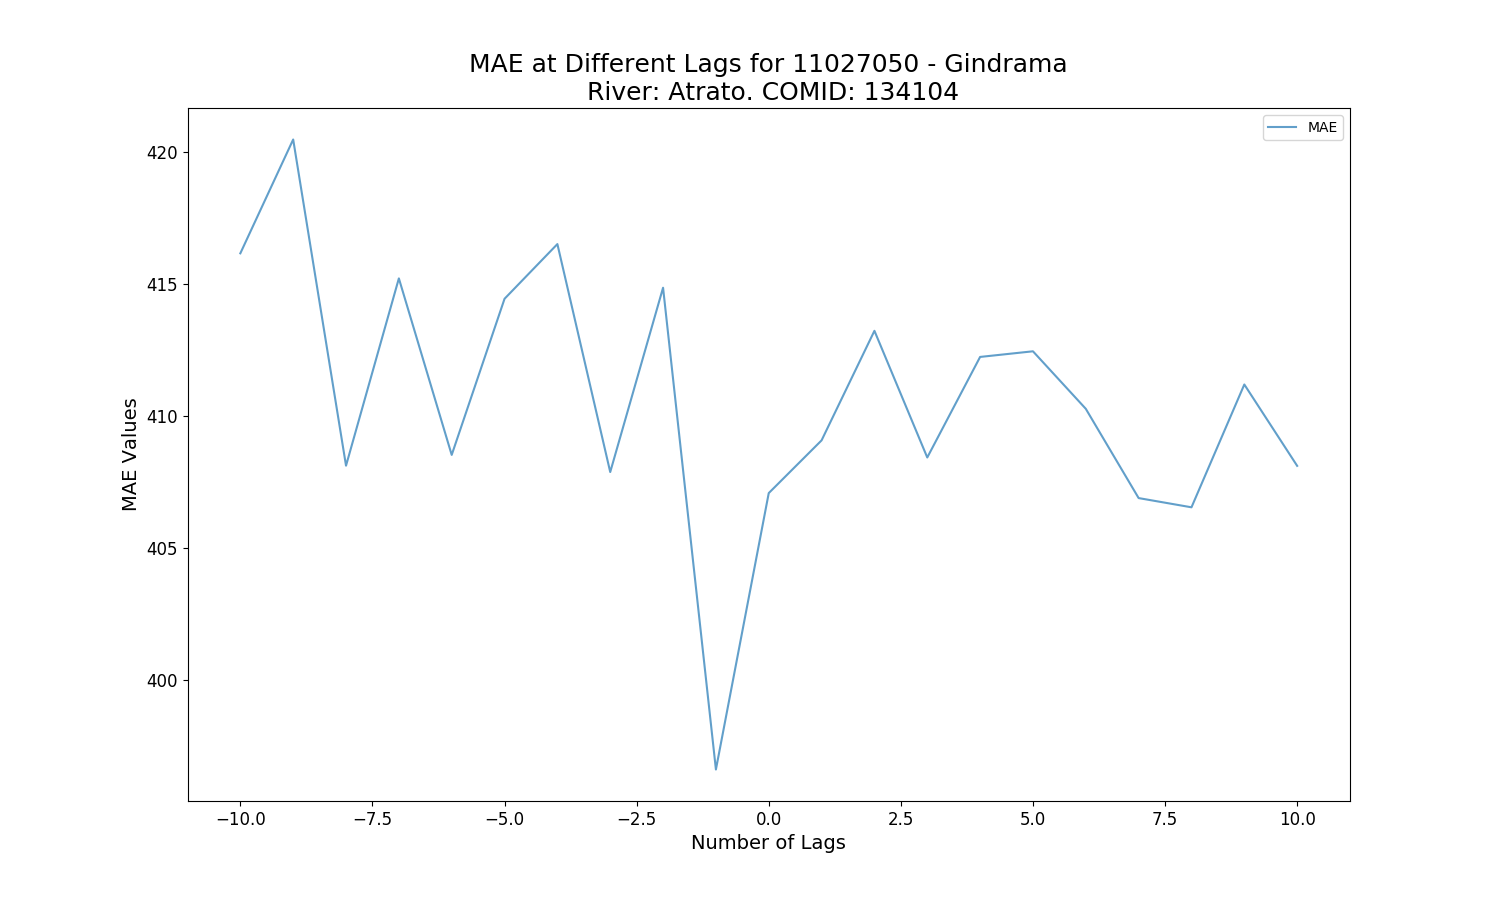 MAE at Different Lags for 11027050 - Gindrama
River: Atrato. COMID: 134104
MAE
420
415
410
405
400
MAE Values
−10.0 −7.5 −5.0 −2.5 0.0 2.5 5.0 7.5 10.0
Number of Lags